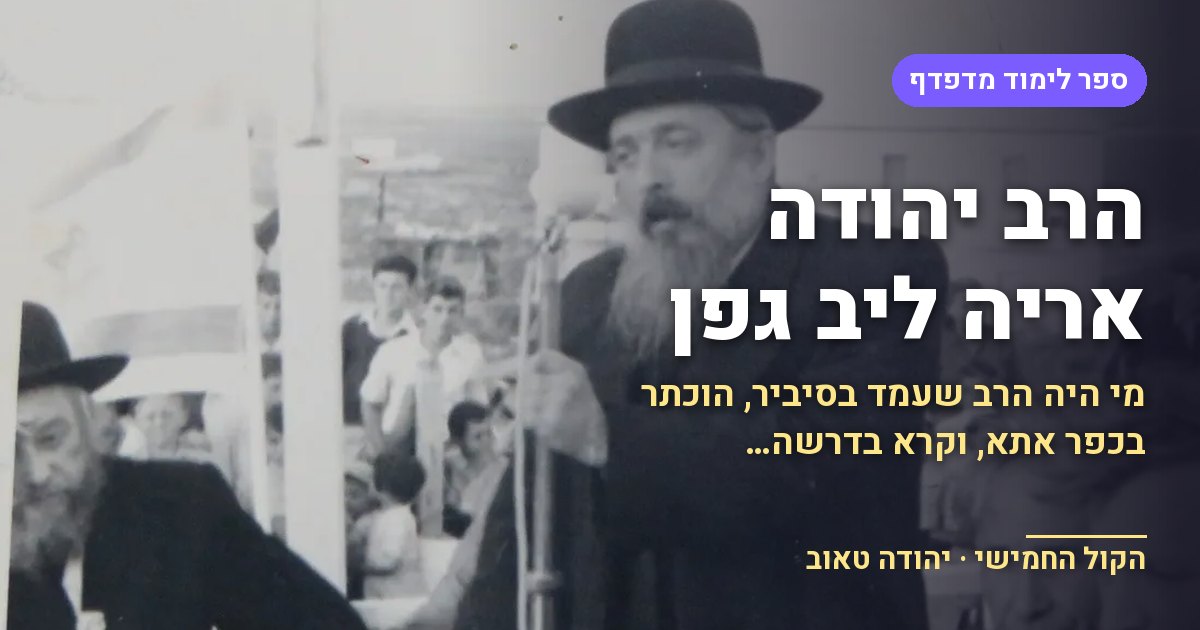 ספר לימוד מדפדף
הרב יהודה
אריה ליב גפן
מי היה הרב שעמד בסיביר, הוכתר
בכפר אתא, וקרא בדרשה...
הקול החמישי · יהודה טאוב